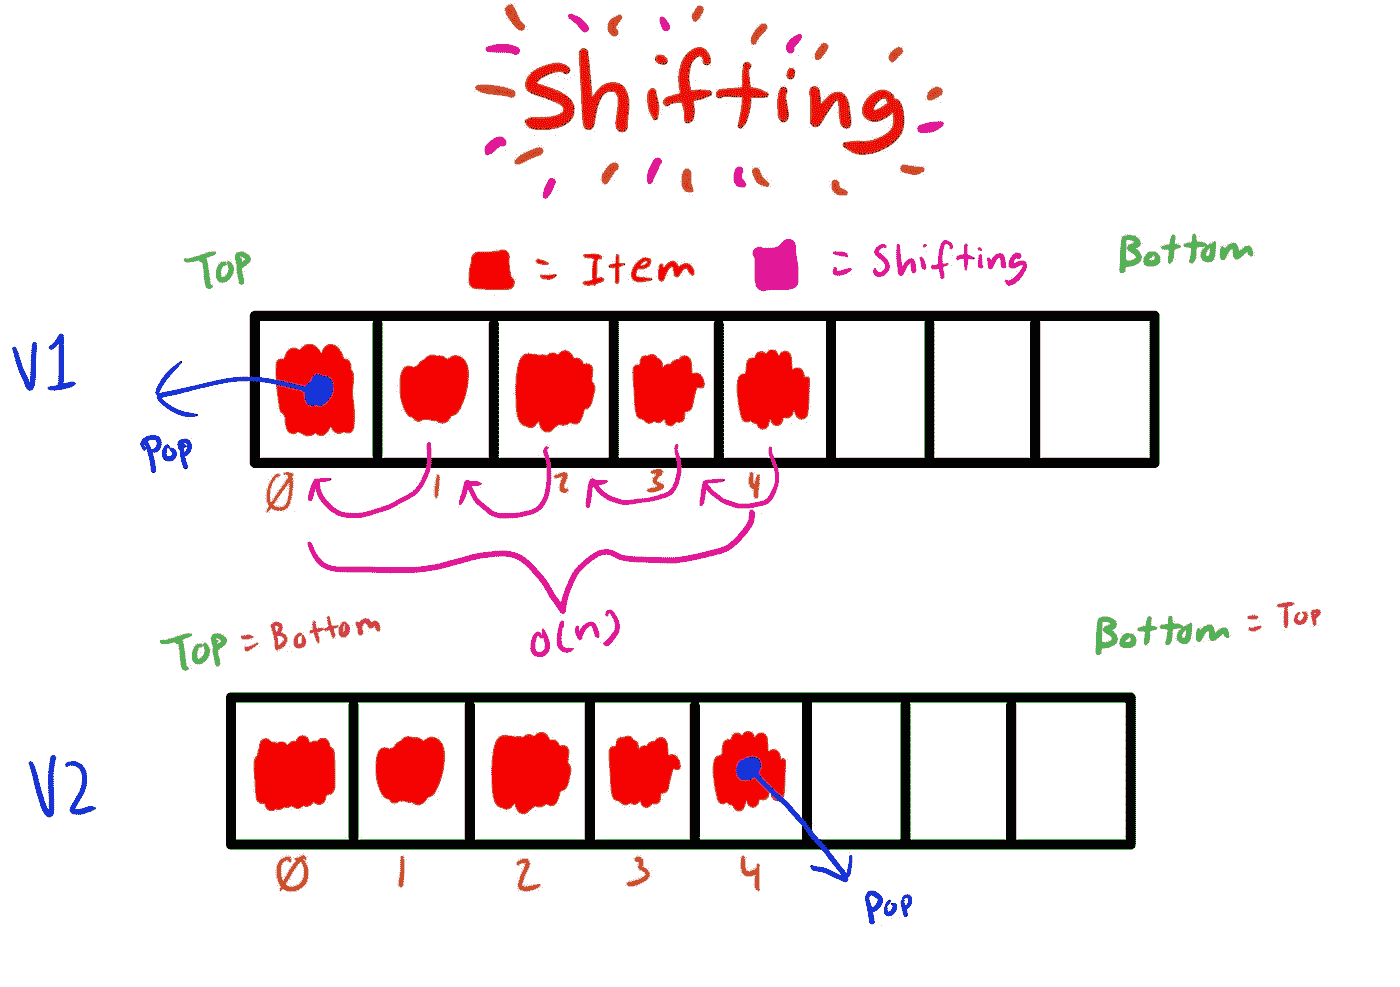 Shifting
Top
= Item
= Shifting
Bottom
V1
Pop
Ø 1 2 3 4
O(n)
Top = Bottom
Bottom = Top
V2
Ø 1 2 3 4
Pop